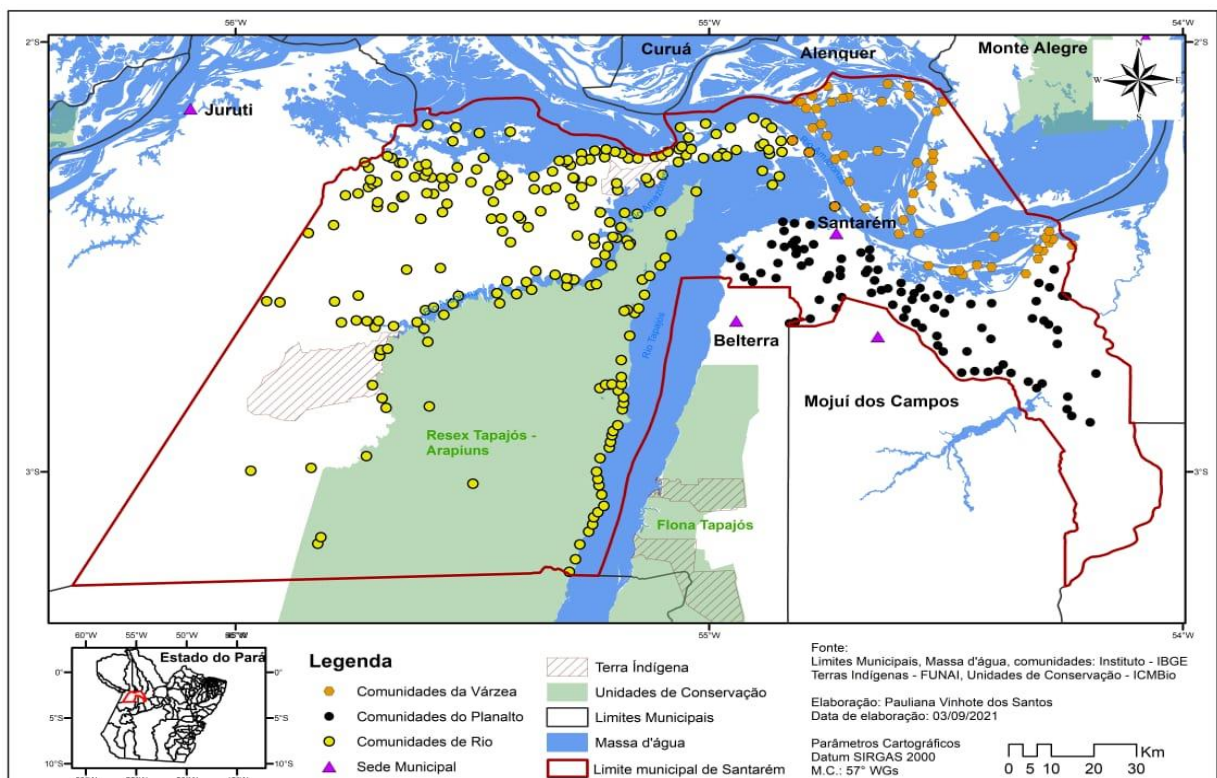 56°W
55°W
54°W
2°S
2°S
Curuá
Alenquer
Monte Alegre
N
W
E
S
Juruti
Santarém
Rio Tapajós
Belterra
Mojuí dos Campos
Resex Tapajós -
Arapiuns
3°S
3°S
Flona Tapajós
55°W
54°W
60°W
55°W
50°W
Estado do Pará
0°
0°
5°S
5°S
10°S
10°S
Legenda
Comunidades da Várzea
Comunidades do Planalto
Comunidades de Rio
Sede Municipal
Terra Índígena
Unidades de Conservação
Limites Municipais
Massa d'água
Limite municipal de Santarém
Fonte:
Limites Municipais, Massa d'água, comunidades: Instituto - IBGE
Terras Indígenas - FUNAI, Unidades de Conservação - ICMBio
Elaboração: Pauliana Vinhote dos Santos
Data de elaboração: 03/09/2021
Parâmetros Cartográficos
Datum SIRGAS 2000
M.C.: 57° WGs
Km
0 5 10 20 30